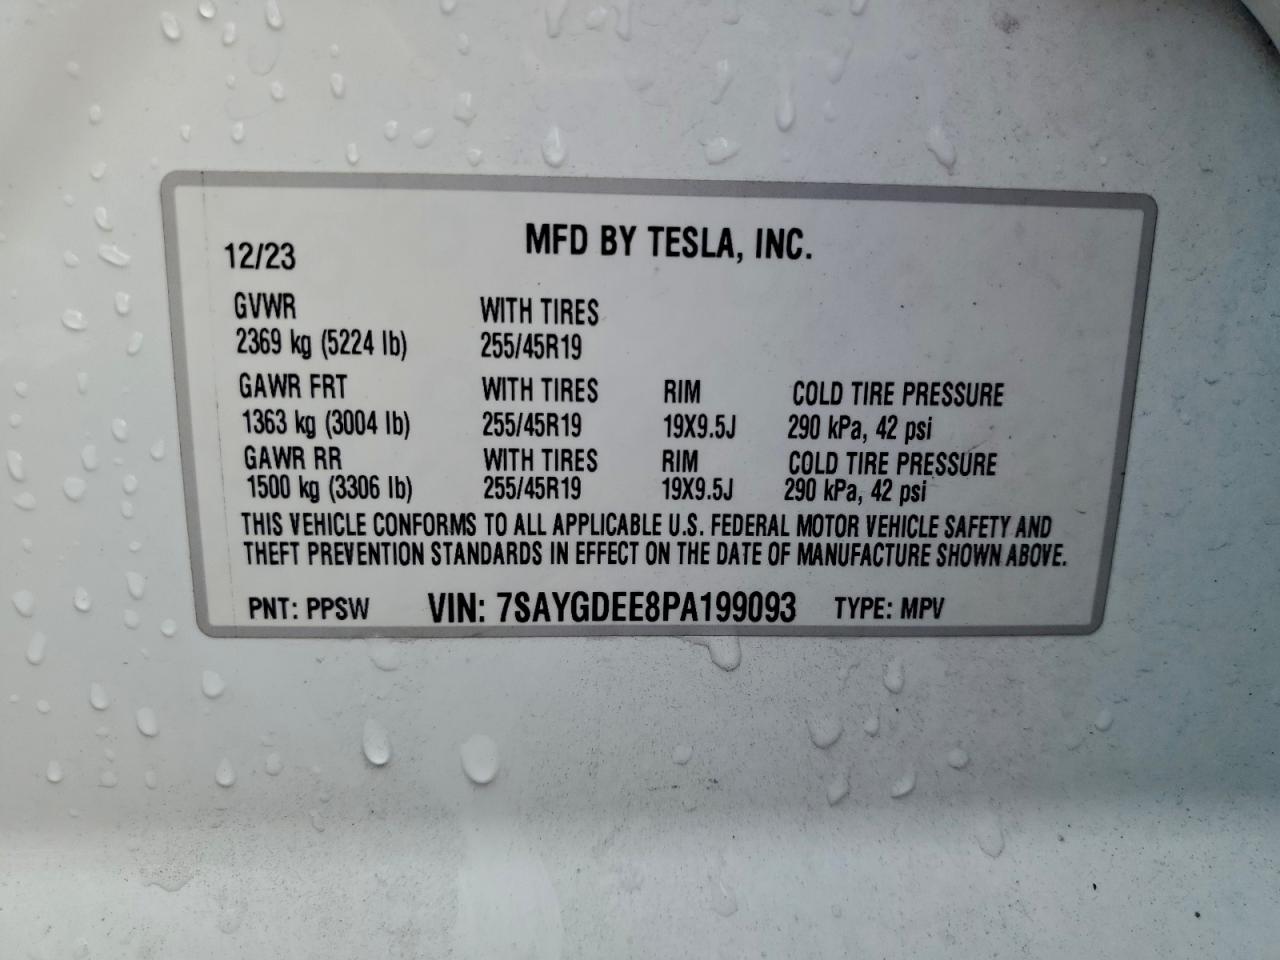 MFD BY TESLA, INC.
12/23
GVWR WITH TIRES
2369 kg (5224 lb) 255/45R19
GAWR FRT WITH TIRES RIM COLD TIRE PRESSURE
1363 kg (3004 lb) 255/45R19 19X9.5J 290 kPa, 42 psi
GAWR RR WITH TIRES RIM COLD TIRE PRESSURE
1500 kg (3306 lb) 255/45R19 19X9.5J 290 kPa, 42 psi
THIS VEHICLE CONFORMS TO ALL APPLICABLE U.S. FEDERAL MOTOR VEHICLE SAFETY AND
THEFT PREVENTION STANDARDS IN EFFECT ON THE DATE OF MANUFACTURE SHOWN ABOVE.
PNT: PPSW VIN: 7SAYGDEE8PA199093 TYPE: MPV